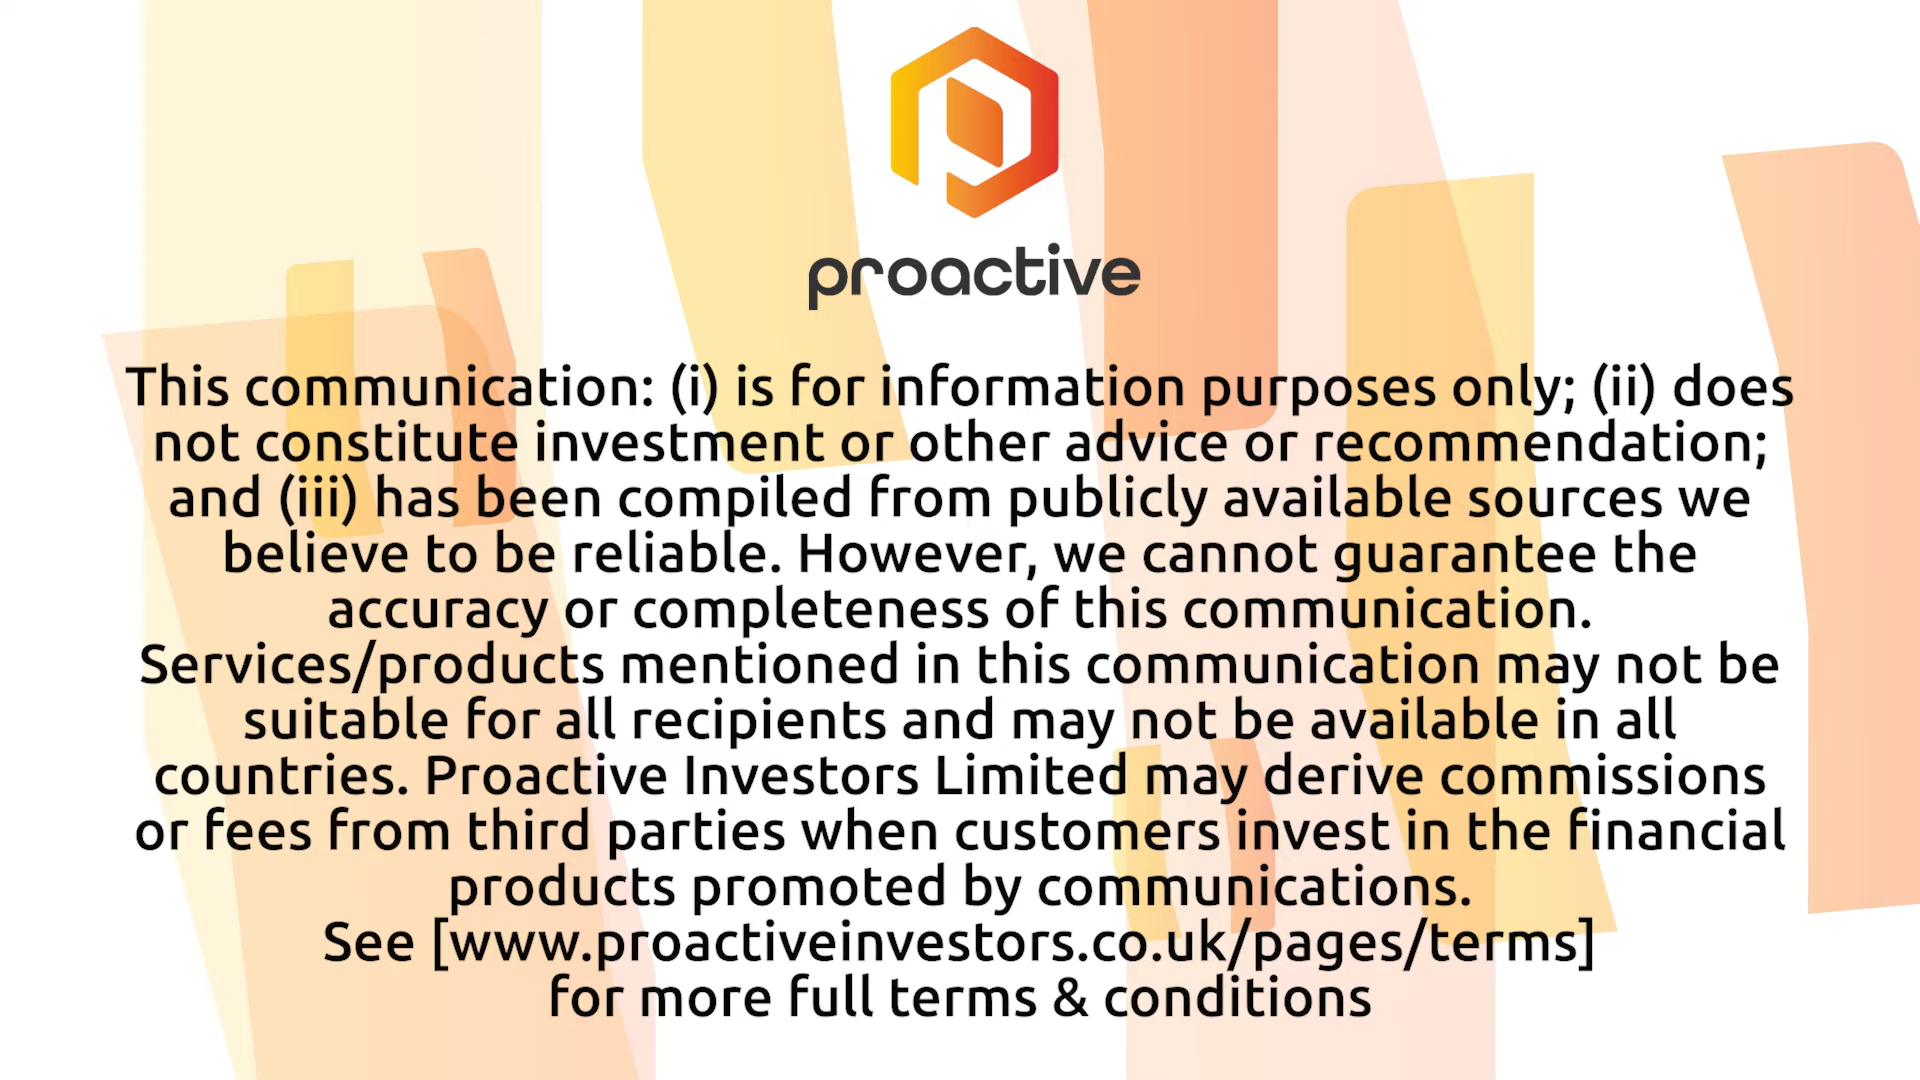 proactive
This communication: (i) is for information purposes only; (ii) does
not constitute investment or other advice or recommendation;
and (iii) has been compiled from publicly available sources we
believe to be reliable. However, we cannot guarantee the
accuracy or completeness of this communication.
Services/products mentioned in this communication may not be
suitable for all recipients and may not be available in all
countries. Proactive Investors Limited may derive commissions
or fees from third parties when customers invest in the financial
products promoted by communications.
See [www.proactiveinvestors.co.uk/pages/terms]
for more full terms & conditions